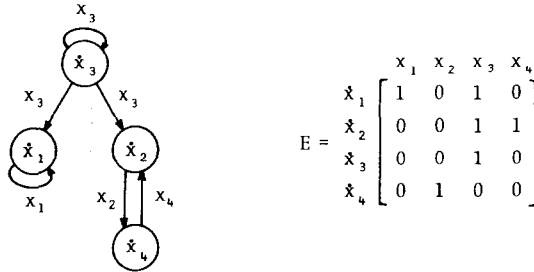 x₃
ẋ₃
x₃ x₃
ẋ₁ ẋ₂
x₁
x₂ x₄
ẋ₄
x₁ x₂ x₃ x₄
E =
ẋ₁ 1 0 1 0
ẋ₂ 0 0 1 1
ẋ₃ 0 0 1 0
ẋ₄ 0 1 0 0